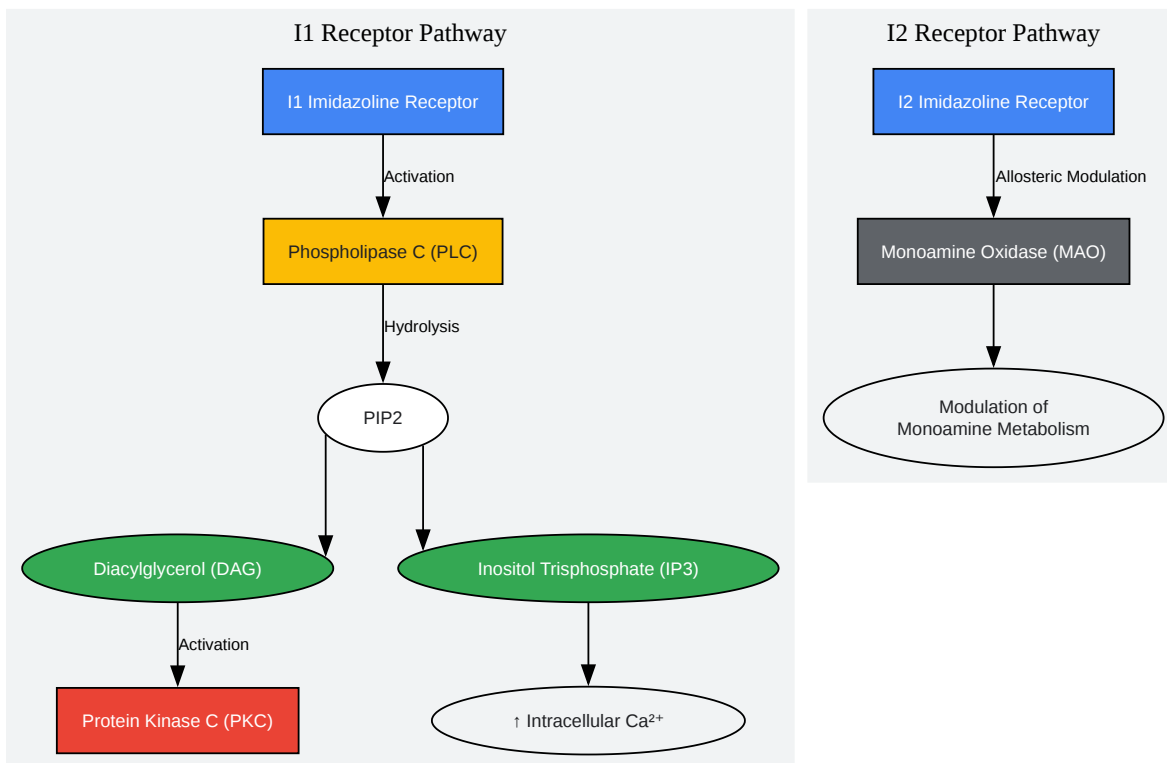 I1 Receptor Pathway
I1 Imidazoline Receptor
Activation
Phospholipase C (PLC)
Hydrolysis
PIP2
Diacylglycerol (DAG)
Inositol Trisphosphate (IP3)
Activation
Protein Kinase C (PKC)
↑ Intracellular Ca²⁺
I2 Receptor Pathway
I2 Imidazoline Receptor
Allosteric Modulation
Monoamine Oxidase (MAO)
Modulation of
Monoamine Metabolism